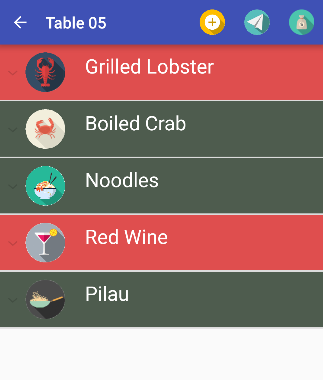 Table 05
Grilled Lobster
Boiled Crab
Noodles
Red Wine
Pilau